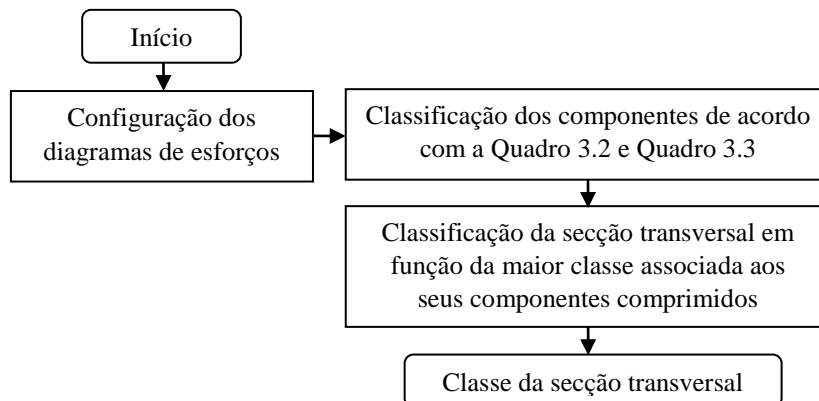 Início
Configuração dos
diagramas de esforços
Classificação dos componentes de acordo
com a Quadro 3.2 e Quadro 3.3
Classificação da secção transversal em
função da maior classe associada aos
seus componentes comprimidos
Classe da secção transversal